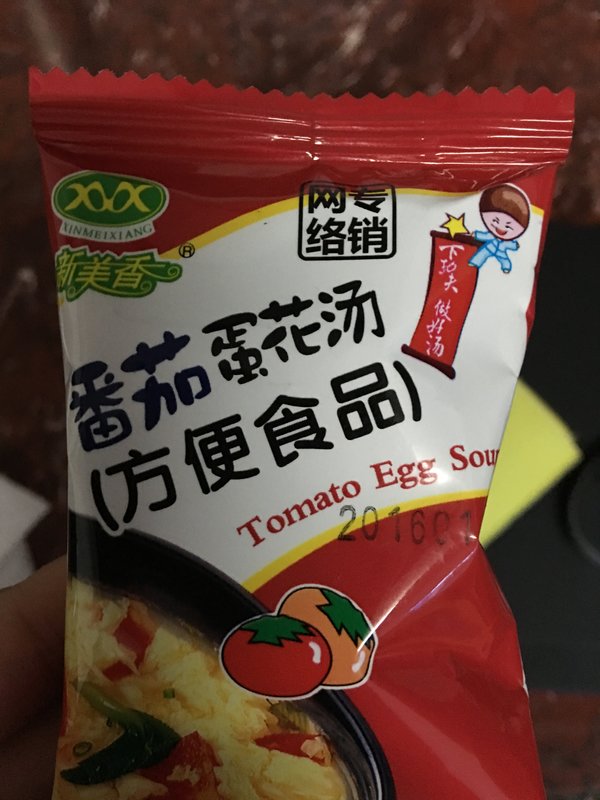 XMX
XINMEIXIANG
新美香®
网专
络销
下功夫 做好汤
番茄蛋花汤
(方便食品)
Tomato Egg Soup
201601